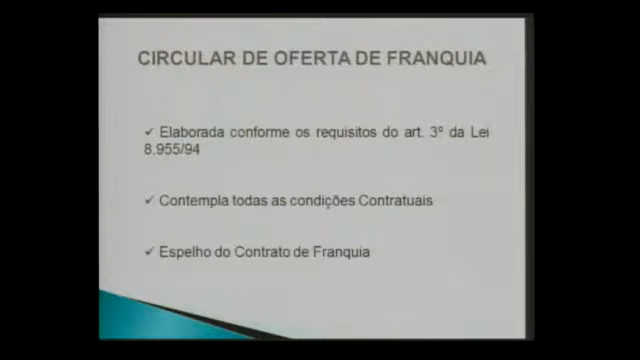 CIRCULAR DE OFERTA DE FRANQUIA
✓ Elaborada conforme os requisitos do art. 3º da Lei
8.955/94
✓ Contempla todas as condições Contratuais
✓ Espelho do Contrato de Franquia